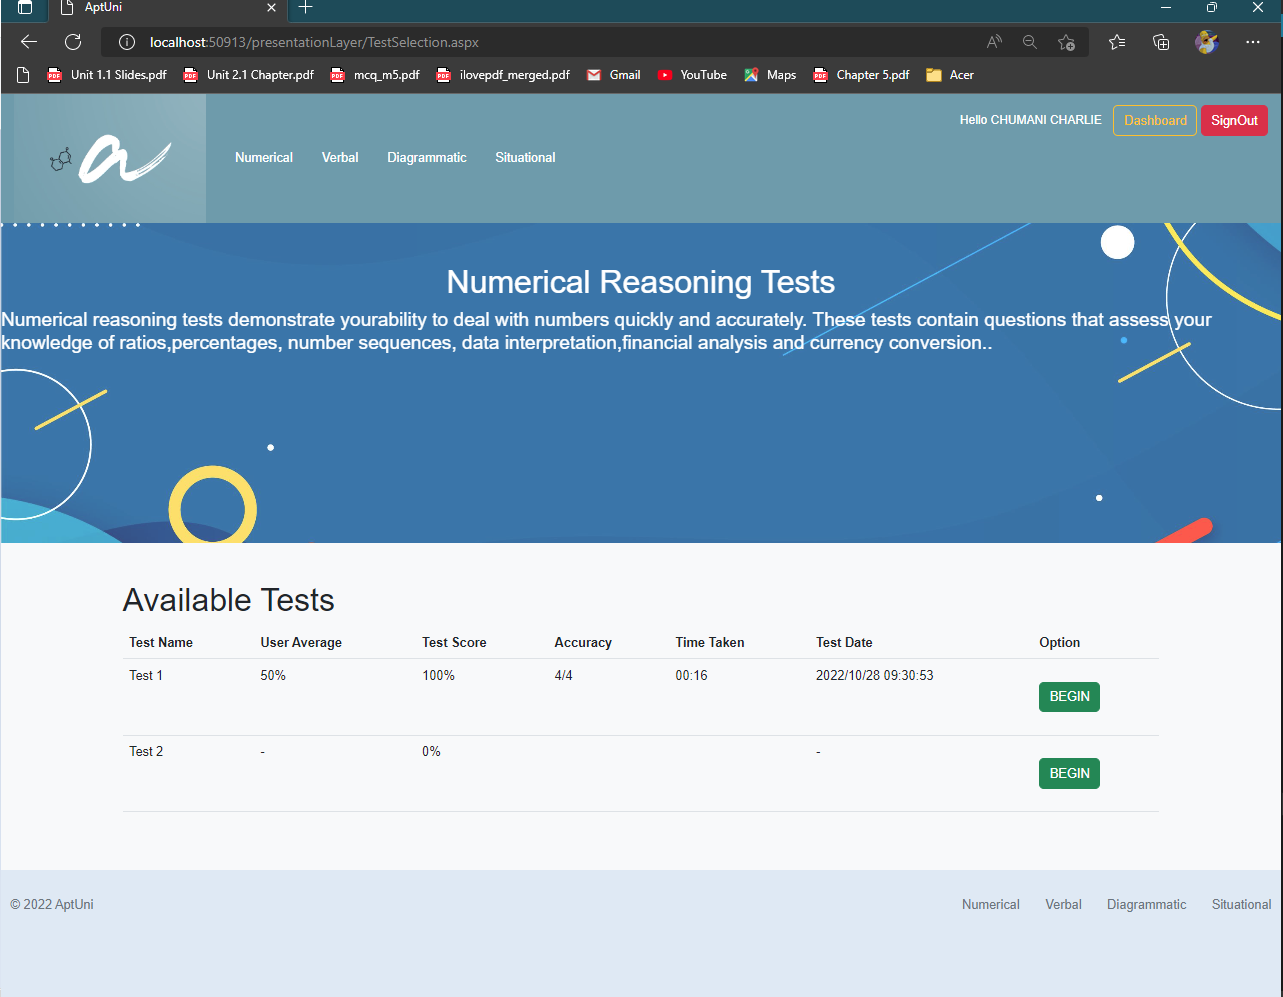 AptUni
localhost:50913/presentationLayer/TestSelection.aspx
Unit 1.1 Slides.pdf Unit 2.1 Chapter.pdf mcq_m5.pdf ilovepdf_merged.pdf Gmail YouTube Maps Chapter 5.pdf Acer
Hello CHUMANI CHARLIE Dashboard SignOut
a Numerical Verbal Diagrammatic Situational
Numerical Reasoning Tests
Numerical reasoning tests demonstrate yourability to deal with numbers quickly and accurately. These tests contain questions that assess your
knowledge of ratios,percentages, number sequences, data interpretation,financial analysis and currency conversion..
Available Tests
Test Name User Average Test Score Accuracy Time Taken Test Date Option
Test 1 50% 100% 4/4 00:16 2022/10/28 09:30:53
BEGIN
Test 2 - 0% -
BEGIN
© 2022 AptUni Numerical Verbal Diagrammatic Situational